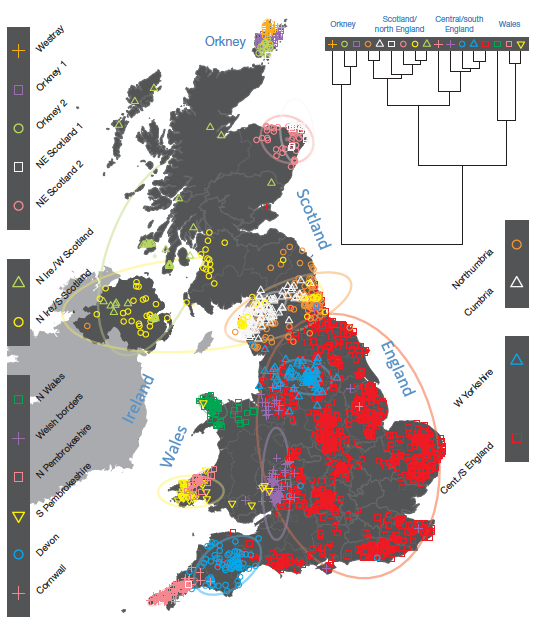 Orkney
Scotland/
north England
Central/south
England
Wales
Westray
Orkney 1
Orkney 2
NE Scotland 1
NE Scotland 2
N Ire/W Scotland
N Ire/S Scotland
N Wales
Welsh borders
N Pembrokeshire
S Pembrokeshire
Devon
Cornwall
Orkney
Scotland
England
Ireland
Wales
Northumbria
Cumbria
W Yorkshire
Cent./S England